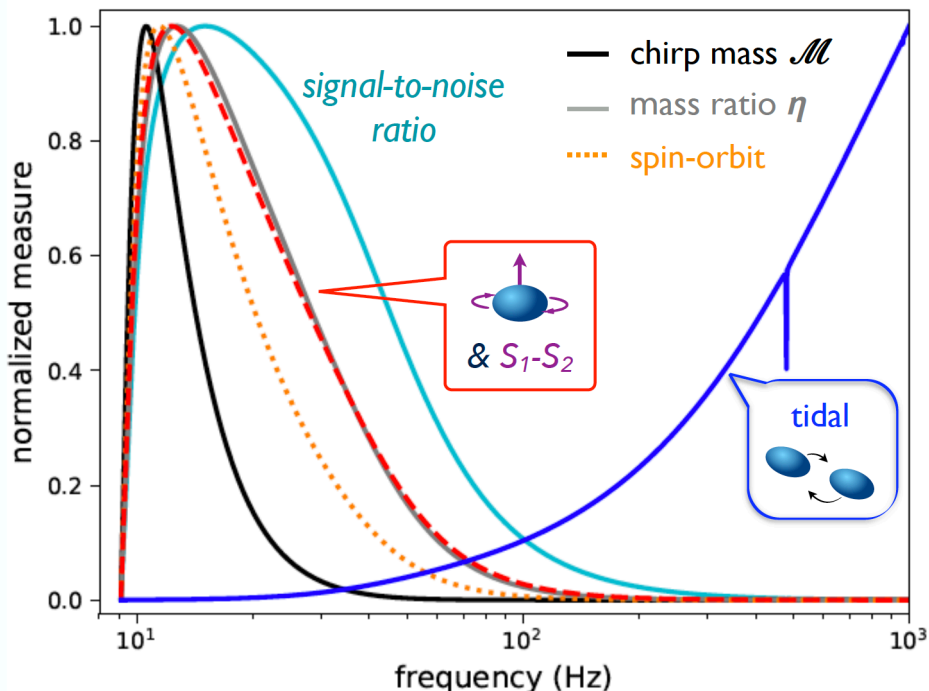 1.0
0.8
0.6
0.4
0.2
0.0
normalized measure
signal-to-noise
ratio
chirp mass ℳ
mass ratio η
spin-orbit
& S₁-S₂
tidal
10¹
10²
10³
frequency (Hz)